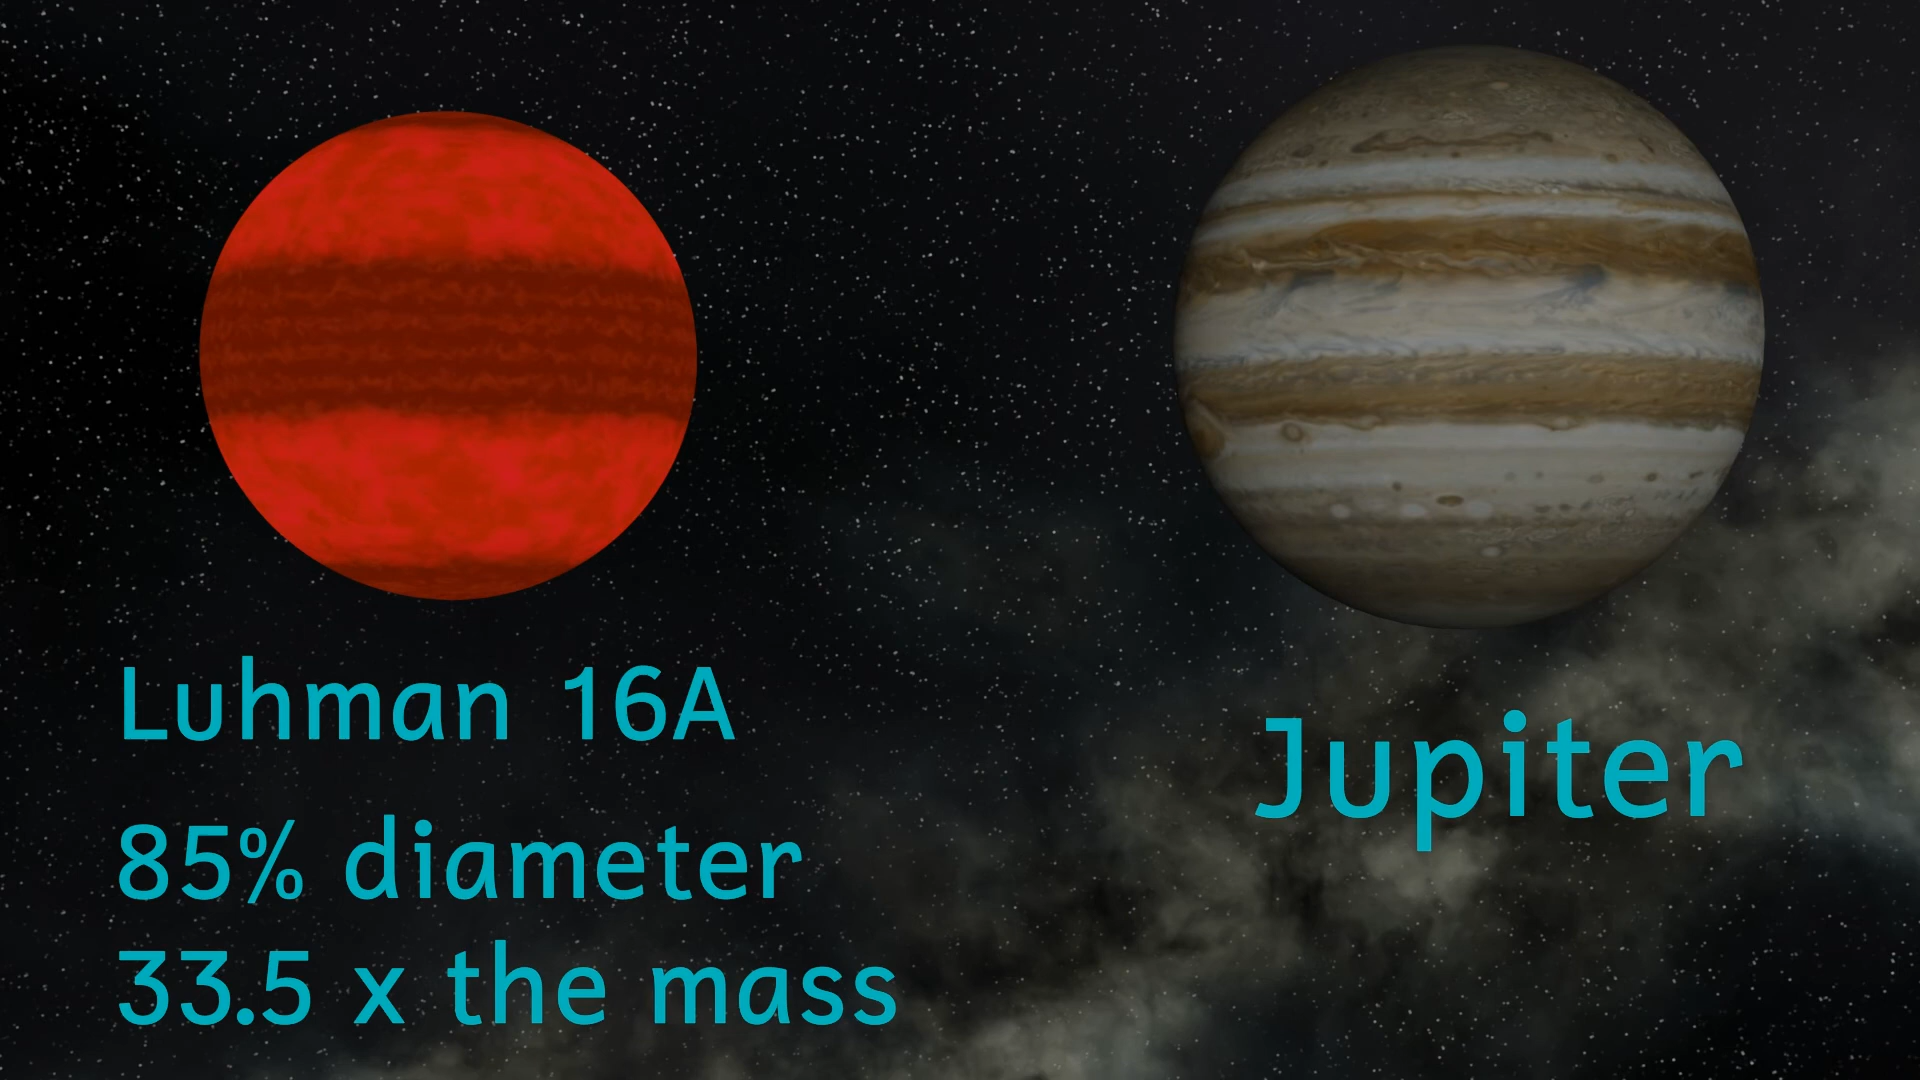 Luhman 16A
85% diameter
33.5 x the mass
Jupiter